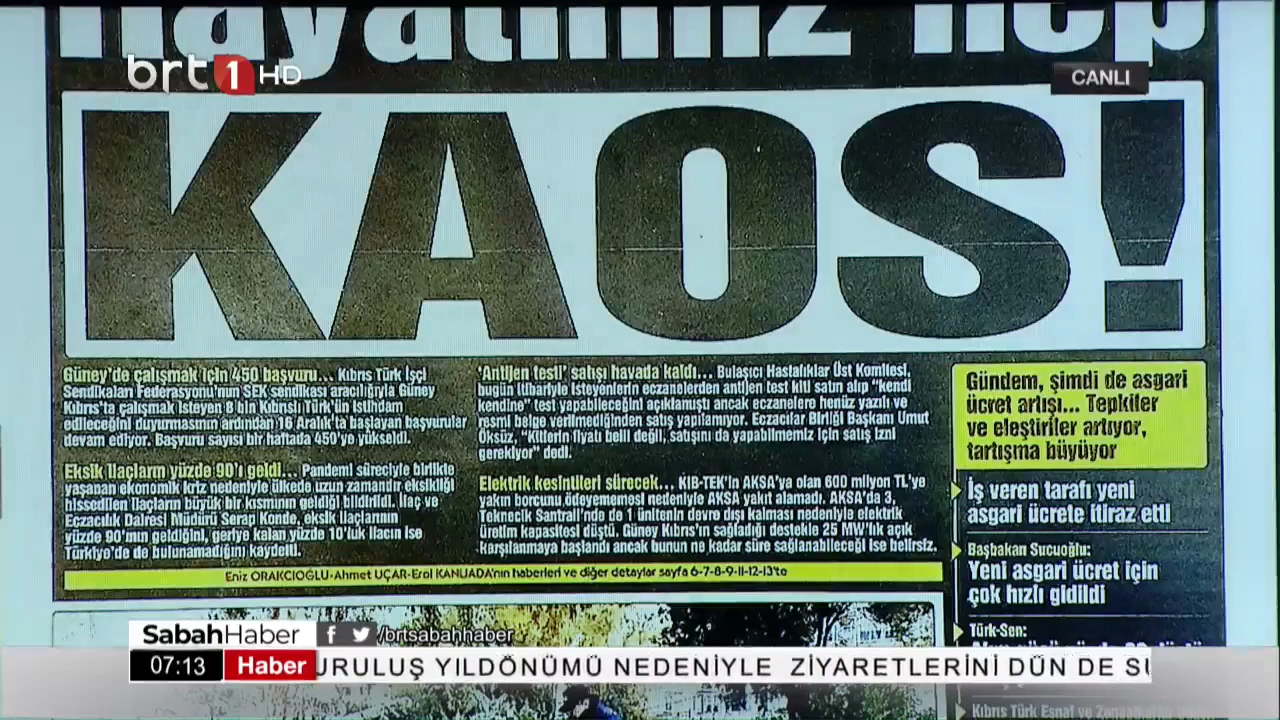 hayatımız hep
brt 1 HD
CANLI
KAOS!
Güney'de çalışmak için 450 başvuru... Kıbrıs Türk İşçi
Sendikaları Federasyonu'nun SEK sendikası aracılığıyla Güney
Kıbrıs'ta çalışmak isteyen 8 bin Kıbrıslı Türk'ün istihdam
edileceğini duyurmasının ardından 16 Aralık'ta başlayan başvurular
devam ediyor. Başvuru sayısı bir haftada 450'ye yükseldi.
Eksik ilaçların yüzde 90'ı geldi... Pandemi süreciyle birlikte
yaşanan ekonomik kriz nedeniyle ülkede uzun zamandır eksikliği
hissedilen ilaçların büyük bir kısmının geldiği bildirildi. İlaç ve
Eczacılık Dairesi Müdürü Serap Konde, eksik ilaçlarının
yüzde 90'nın geldiğini, geriye kalan yüzde 10'luk ilacın ise
Türkiye'de de bulunamadığını kaydetti.
'Antijen testi' satışı havada kaldı... Bulaşıcı Hastalıklar Üst Komitesi,
bugün itibariyle isteyenlerin eczanelerden antijen test kiti satın alıp "kendi
kendine" test yapabileceğini açıklamıştı ancak eczanelere henüz yazılı ve
resmi belge verilmediğinden satış yapılamıyor. Eczacılar Birliği Başkanı Umut
Öksüz, "Kitlerin fiyatı belli değil, satışını da yapabilmemiz için satış izni
gerekiyor" dedi.
Elektrik kesintileri sürecek... KIB-TEK'in AKSA'ya olan 600 milyon TL'ye
yakın borcunu ödeyememesi nedeniyle AKSA yakıt alamadı. AKSA'da 3,
Teknecik Santrali'nde de 1 ünitenin devre dışı kalması nedeniyle elektrik
üretim kapasitesi düştü. Güney Kıbrıs'ın sağladığı destekle 25 MW'lık açık
karşılanmaya başlandı ancak bunun ne kadar süre sağlanabileceği ise belirsiz.
Eniz ORAKCIOĞLU-Ahmet UÇAR-Erol KANUADA'nın haberleri ve diğer detaylar sayfa 6-7-8-9-11-12-13'te
Gündem, şimdi de asgari
ücret artışı... Tepkiler
ve eleştiriler artıyor,
tartışma büyüyor
İş veren tarafı yeni
asgari ücrete itiraz etti
Başbakan Sucuoğlu:
Yeni asgari ücret için
çok hızlı gidildi
Türk-Sen:
Kıbrıs Türk Esnaf ve
SabahHaber /brtsabahhaber
07:13 Haber URULUŞ YILDÖNÜMÜ NEDENİYLE ZİYARETLERİNİ DÜN DE SÜ